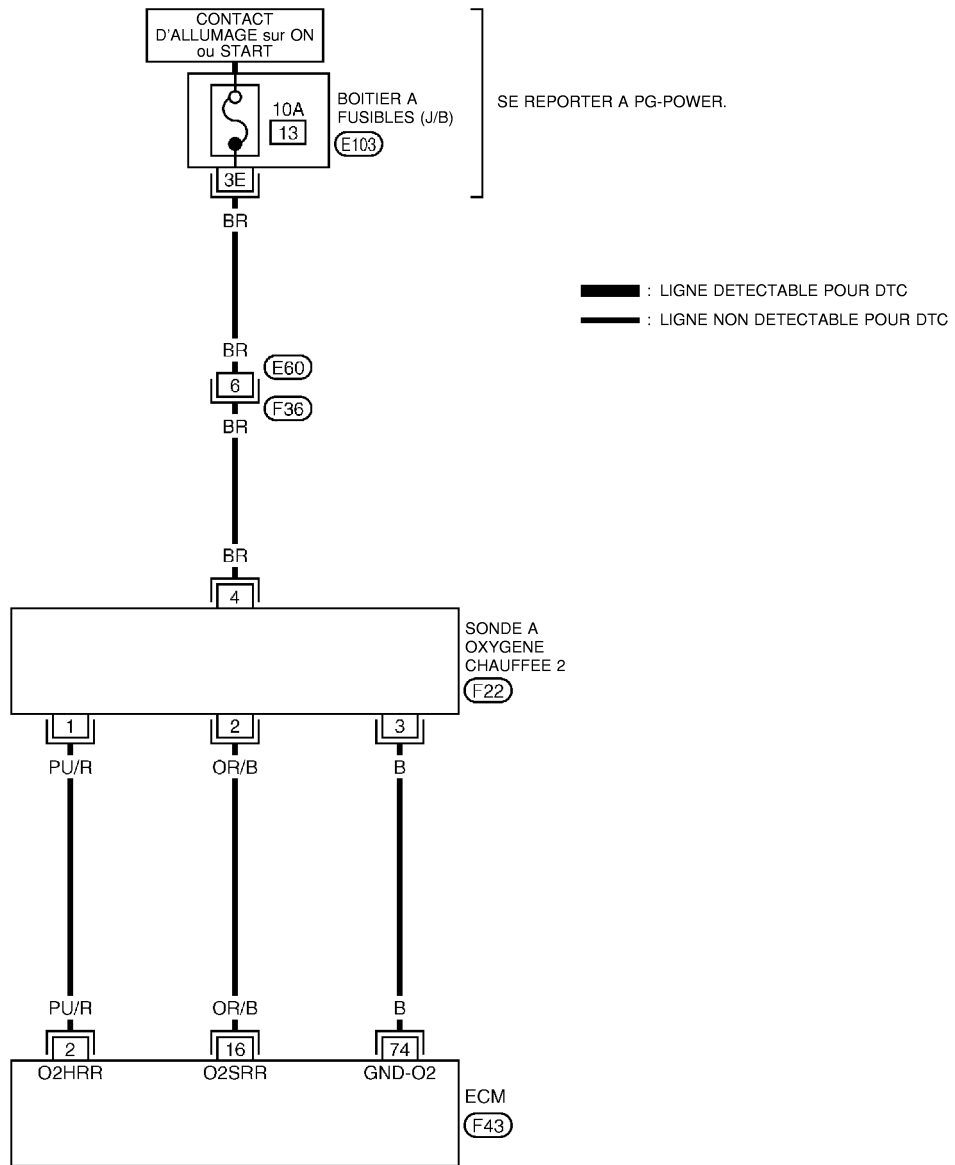 CONTACT
D'ALLUMAGE sur ON
ou START
10A
13
BOITIER A
FUSIBLES (J/B)
E103
SE REPORTER A PG-POWER.
3E
BR
: LIGNE DETECTABLE POUR DTC
: LIGNE NON DETECTABLE POUR DTC
BR
E60
6
F36
BR
BR
4
SONDE A
OXYGENE
CHAUFFEE 2
F22
1 2 3
PU/R OR/B B
PU/R OR/B B
2 16 74
O2HRR O2SRR GND-O2
ECM
F43